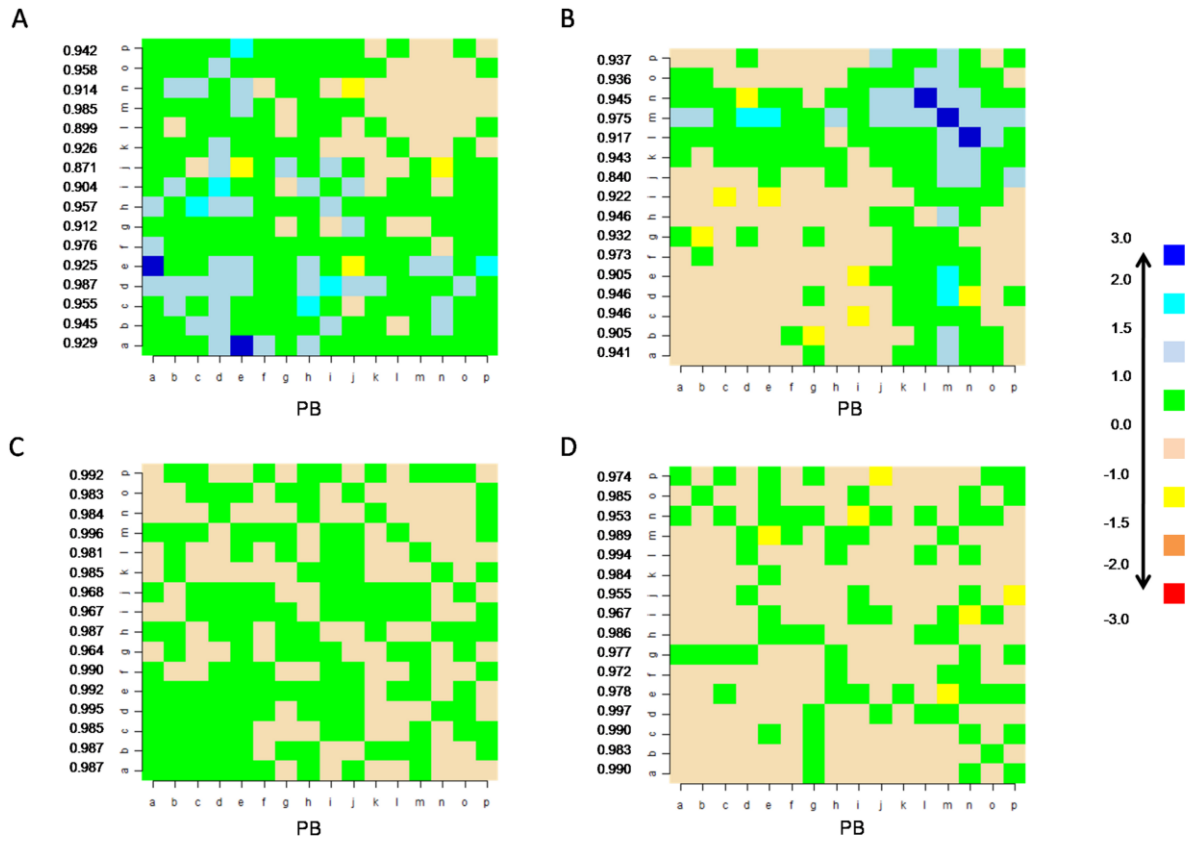 A
0.942 p
0.958 o
0.914 n
0.985 m
0.899 l
0.926 k
0.871 j
0.904 i
0.957 h
0.912 g
0.976 f
0.925 e
0.987 d
0.955 c
0.945 b
0.929 a
a b c d e f g h i j k l m n o p
PB
B
0.937 p
0.936 o
0.945 n
0.975 m
0.917 l
0.943 k
0.840 j
0.922 i
0.946 h
0.932 g
0.973 f
0.905 e
0.946 d
0.946 c
0.905 b
0.941 a
a b c d e f g h i j k l m n o p
PB
C
0.992 p
0.983 o
0.984 n
0.996 m
0.981 l
0.985 k
0.968 j
0.967 i
0.987 h
0.964 g
0.990 f
0.992 e
0.995 d
0.985 c
0.987 b
0.987 a
a b c d e f g h i j k l m n o p
PB
D
0.974 p
0.985 o
0.953 n
0.989 m
0.994 l
0.984 k
0.955 j
0.967 i
0.986 h
0.977 g
0.972 f
0.978 e
0.997 d
0.990 c
0.983 b
0.990 a
a b c d e f g h i j k l m n o p
PB
3.0
2.0
1.5
1.0
0.0
-1.0
-1.5
-2.0
-3.0